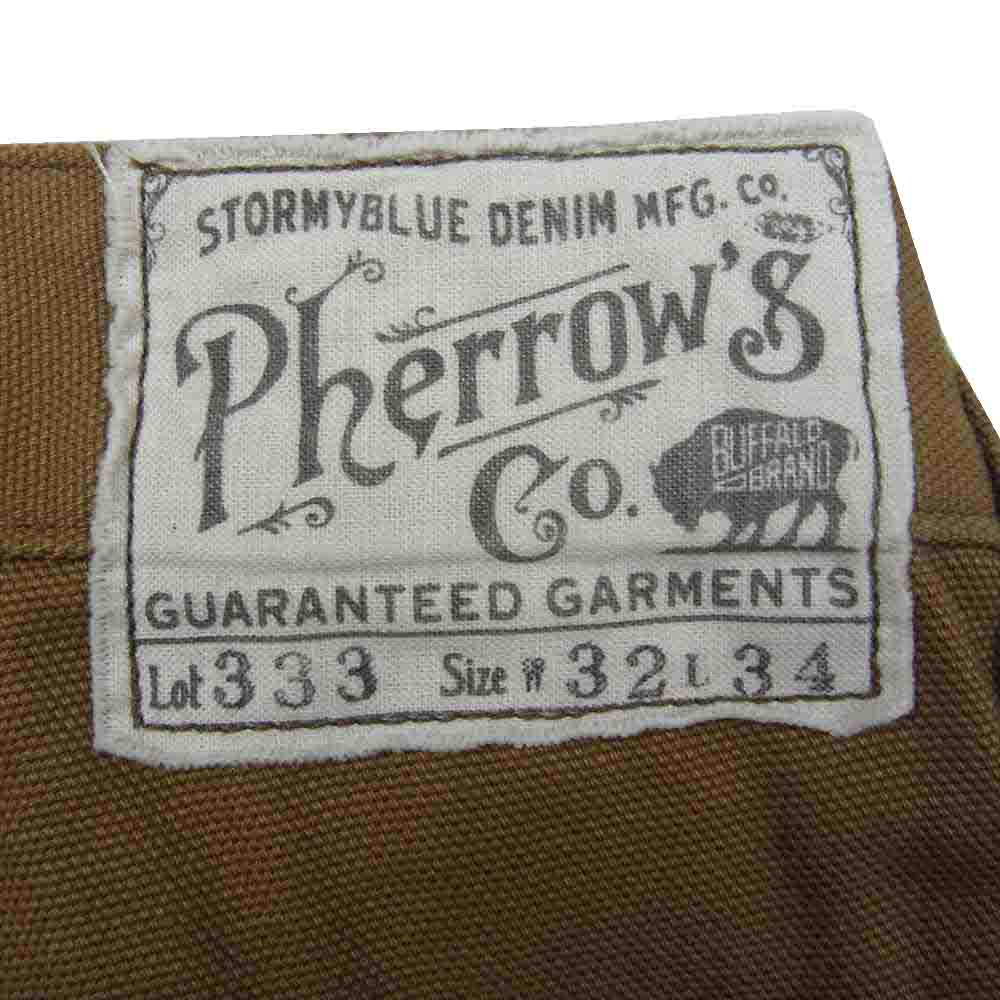 STORMYBLUE DENIM MFG. Co.
Pherrow's
Co.
BUFFALO
BRAND
GUARANTEED GARMENTS
Lot 333 Size W 32 L 34